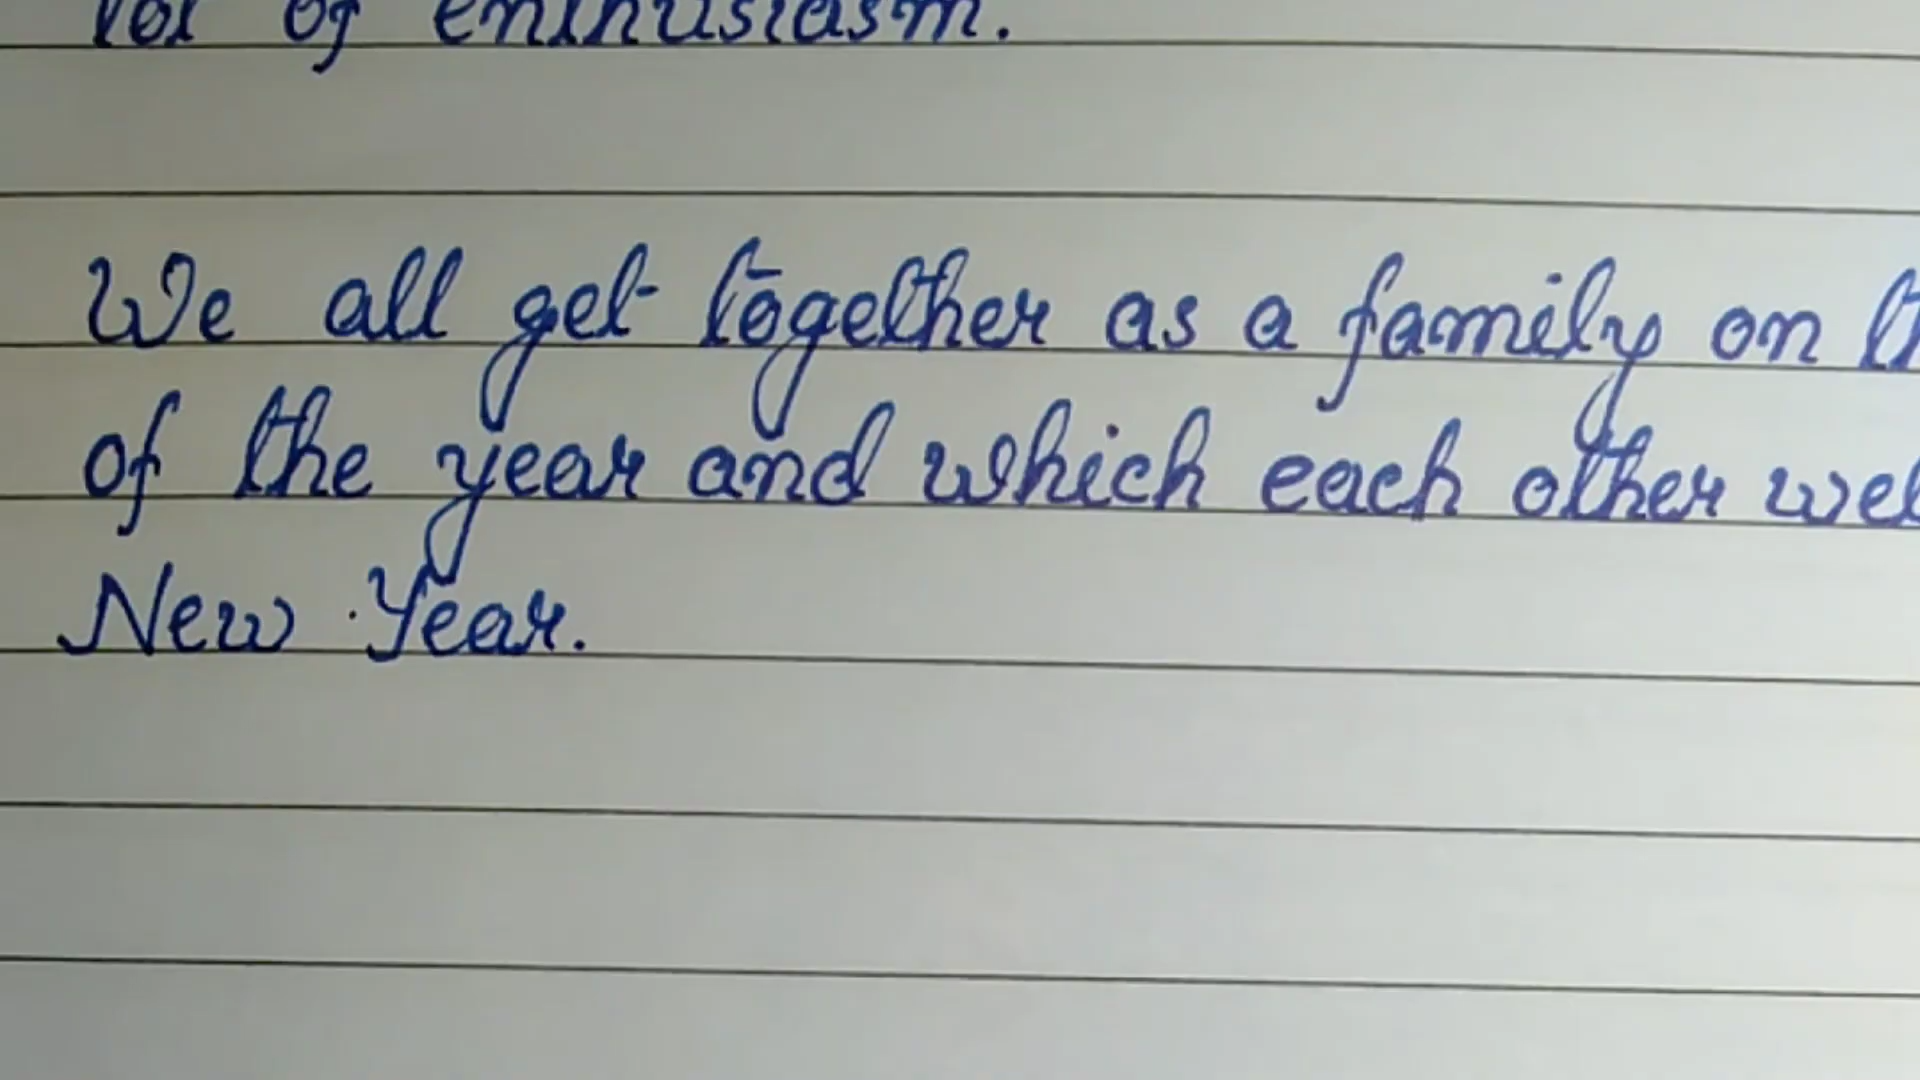 lot of enthusiasm.
We all get together as a family on
of the year and which each other
New Year.